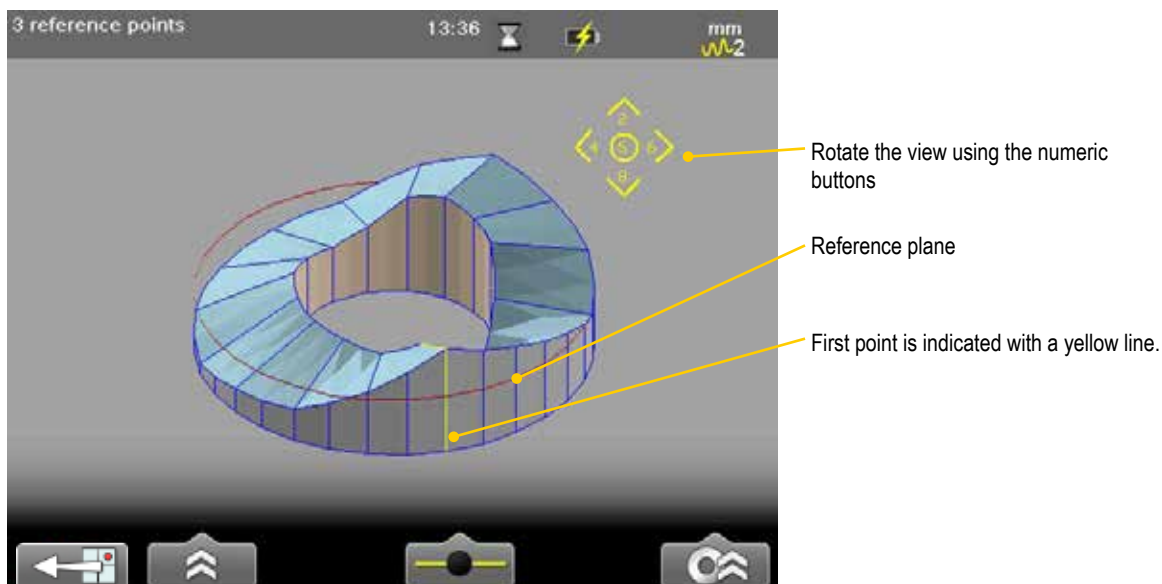 3 reference points
13:36
mm
2
2
4 5 6
8
Rotate the view using the numeric
buttons
Reference plane
First point is indicated with a yellow line.